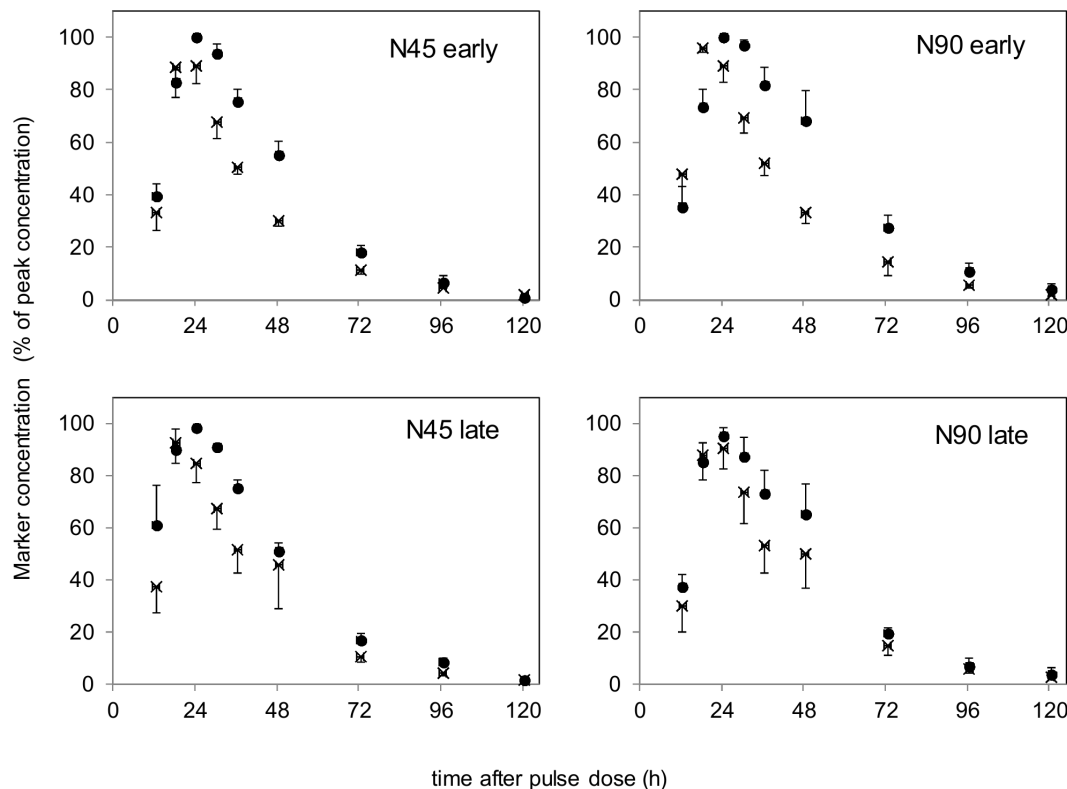 Marker concentration (% of peak concentration)
N45 early
100
80
60
40
20
0
0 24 48 72 96 120
N90 early
100
80
60
40
20
0
0 24 48 72 96 120
N45 late
100
80
60
40
20
0
0 24 48 72 96 120
N90 late
100
80
60
40
20
0
0 24 48 72 96 120
time after pulse dose (h)